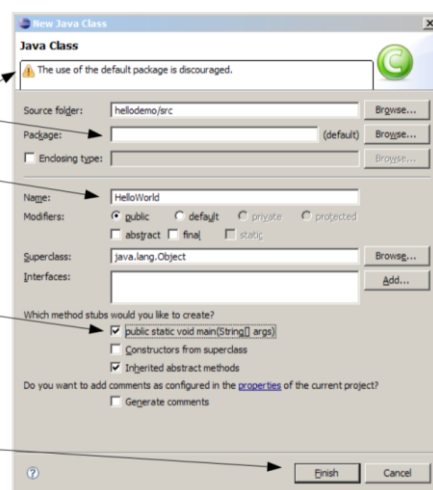 New Java Class
Java Class
The use of the default package is discouraged.
Source folder: hellodemo/src Browse...
Package: (default) Browse...
Enclosing type: Browse...
Name: HelloWorld
Modifiers: public default private protected
abstract final static
Superclass: java.lang.Object Browse...
Interfaces: Add...
Which method stubs would you like to create?
public static void main(String[] args)
Constructors from superclass
Inherited abstract methods
Do you want to add comments as configured in the properties of the current project?
Generate comments
Finish Cancel